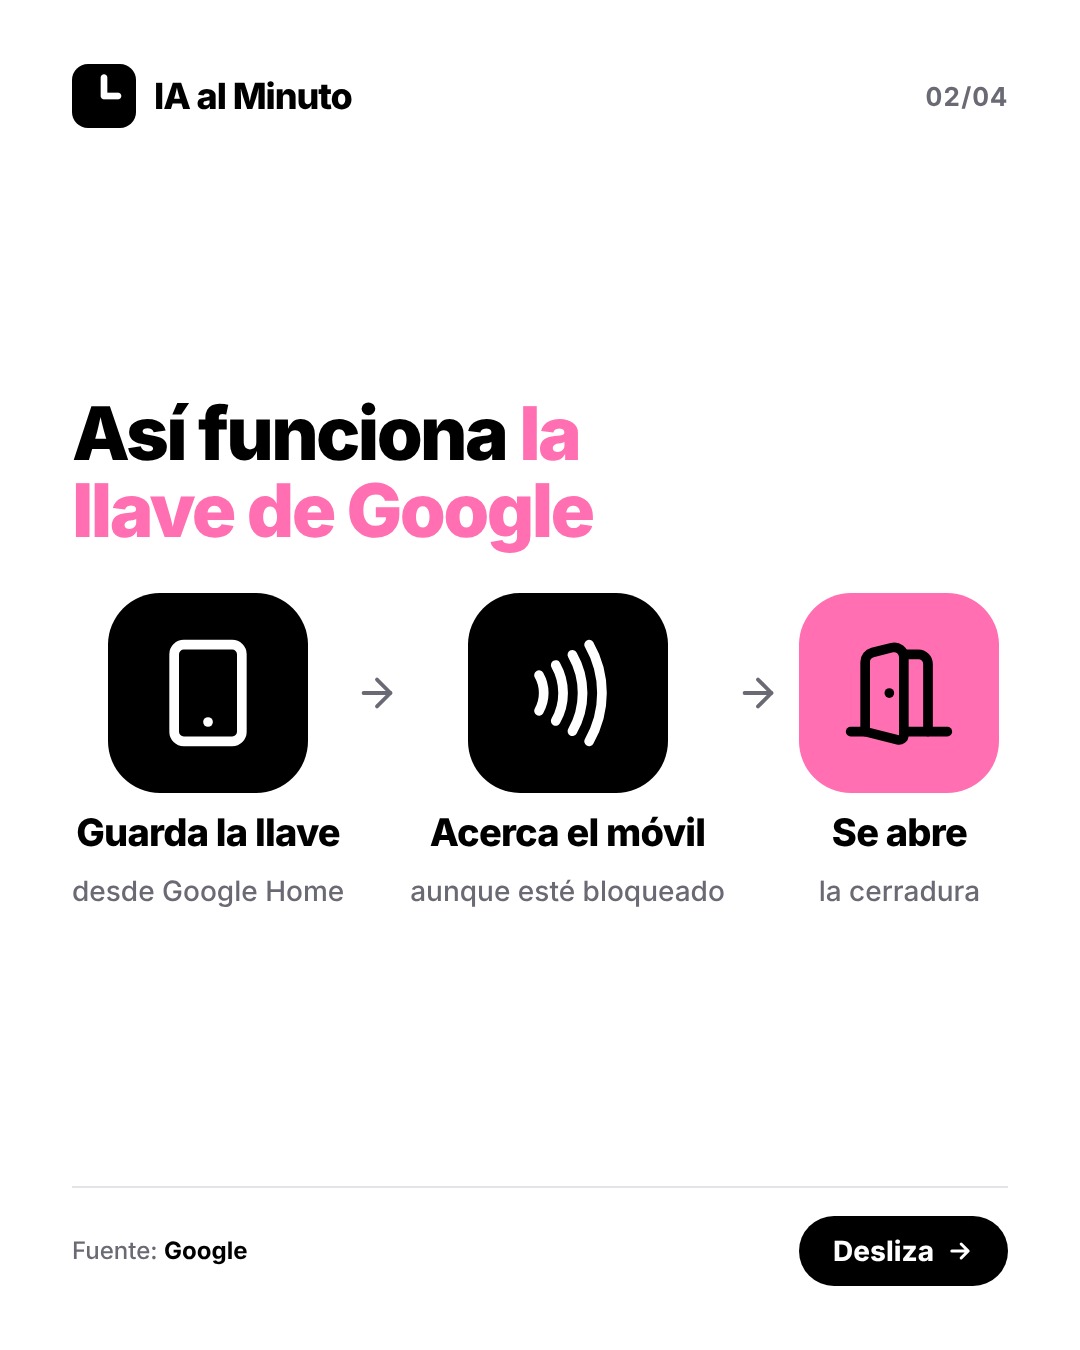 IA al Minuto
02/04
Así funciona la
llave de Google
Guarda la llave
desde Google Home
Acerca el móvil
aunque esté bloqueado
Se abre
la cerradura
Fuente: Google
Desliza →